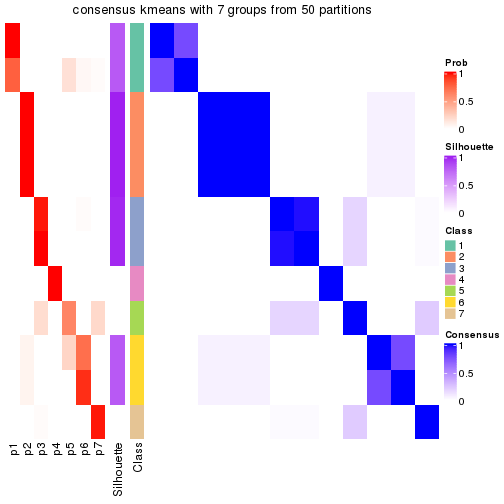 consensus kmeans with 7 groups from 50 partitions
Prob
1
0.5
0
Silhouette
1
0.5
0
Class
1
2
3
4
5
6
7
Consensus
1
0.5
0
p1
p2
p3
p4
p5
p6
p7
Silhouette
Class